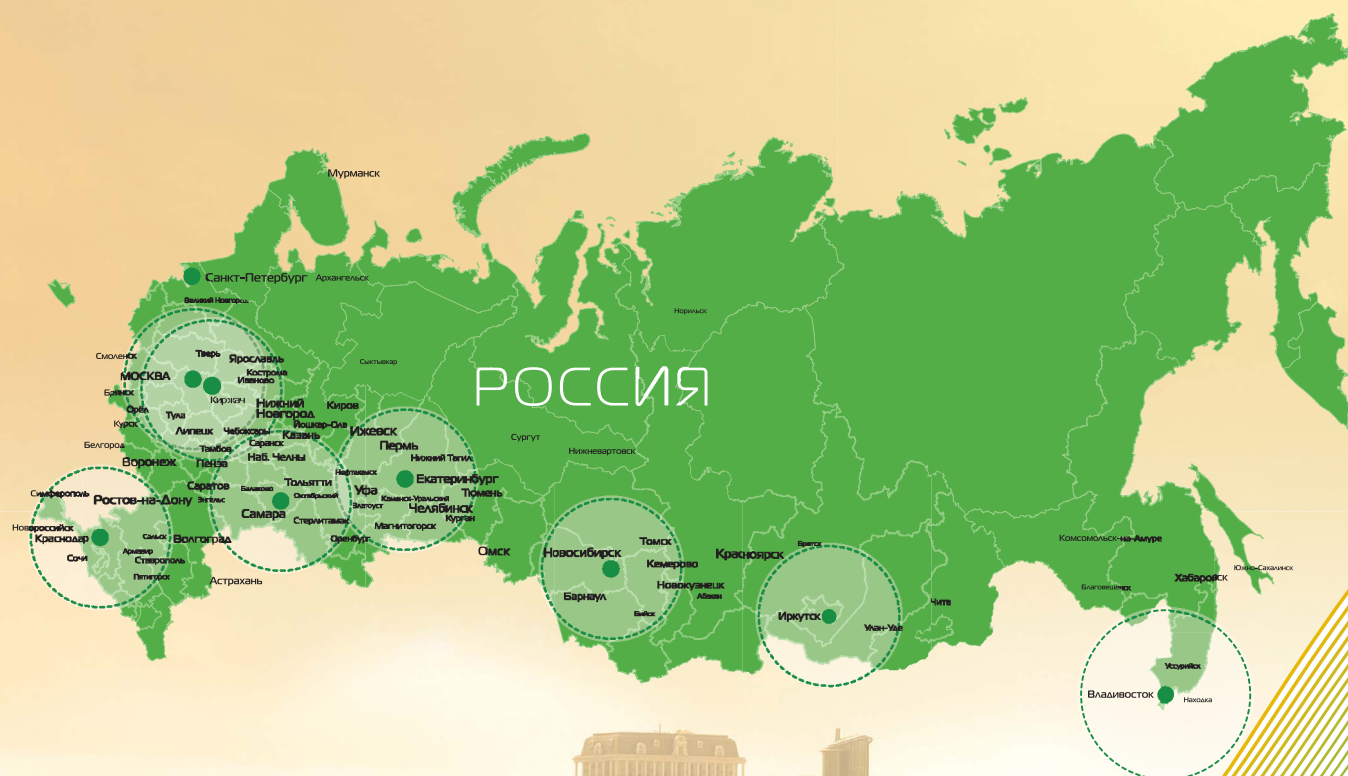 Мурманск
Санкт-Петербург
Архангельск
Великий Новгород
Норильск
Смоленск
Тверь
Ярославль
Сыктывкар
МОСКВА
Кострома
Иваново
РОССИЯ
Брянск
Киржач
Орёл
Тула
Нижний
Новгород
Киров
Курск
Липецк
Чебоксары
Йошкар-Ола
Казань
Ижевск
Сургут
Белгород
Тамбов
Саранск
Пермь
Нижневартовск
Воронеж
Пенза
Наб. Челны
Нижний Тагил
Нефтекамск
Екатеринбург
Симферополь
Ростов-на-Дону
Саратов
Балаково
Тольятти
Уфа
Тюмень
Энгельс
Октябрьский
Каменск-Уральский
Златоуст
Челябинск
Самара
Стерлитамак
Курган
Новороссийск
Магнитогорск
Краснодар
Сальск
Волгоград
Оренбург
Сочи
Армавир
Ставрополь
Пятигорск
Астрахань
Омск
Новосибирск
Томск
Красноярск
Братск
Комсомольск-на-Амуре
Кемерово
Южно-Сахалинск
Новокузнецк
Абакан
Барнаул
Бийск
Благовещенск
Хабаровск
Чита
Иркутск
Улан-Удэ
Уссурийск
Владивосток
Находка